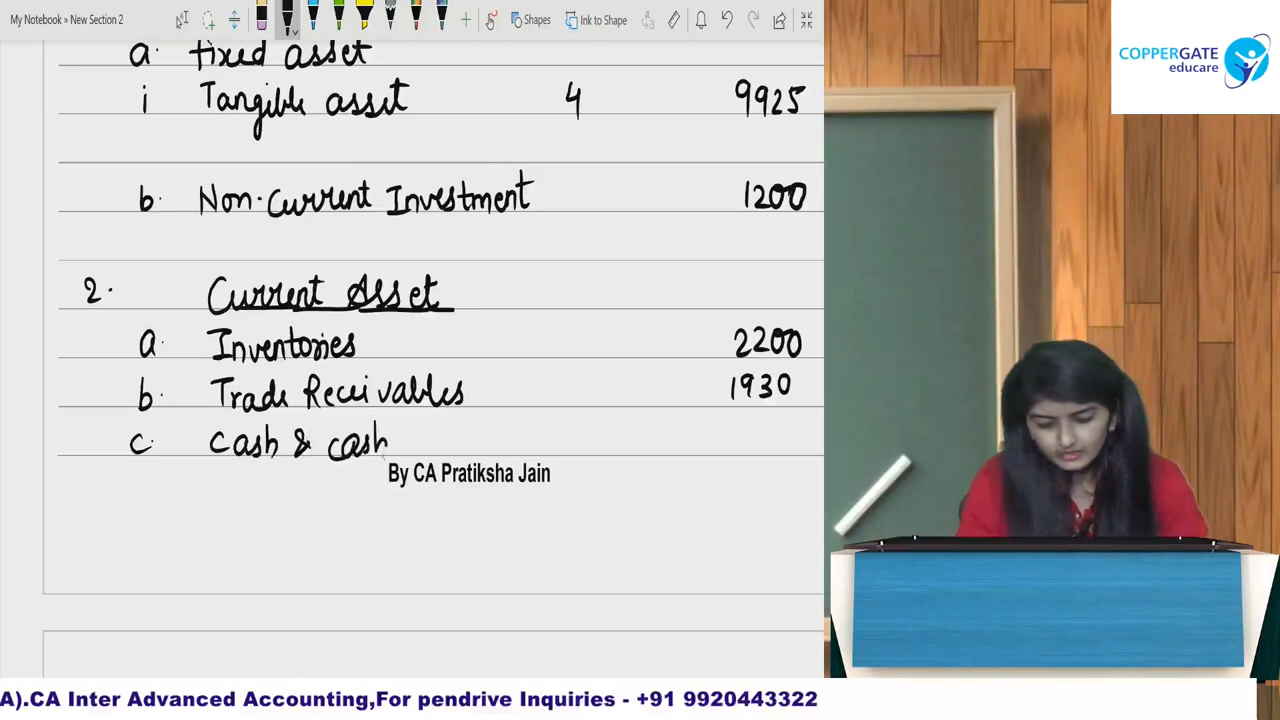 My Notebook » New Section 2
Shapes
Ink to Shape
COPPERGATE
educare
a. Fixed asset
i Tangible asset 4 9925
b. Non-Current Investment 1200
2. Current Asset
a. Inventories 2200
b. Trade Receivables 1930
c. Cash & cash
By CA Pratiksha Jain
A).CA Inter Advanced Accounting,For pendrive Inquiries - +91 9920443322